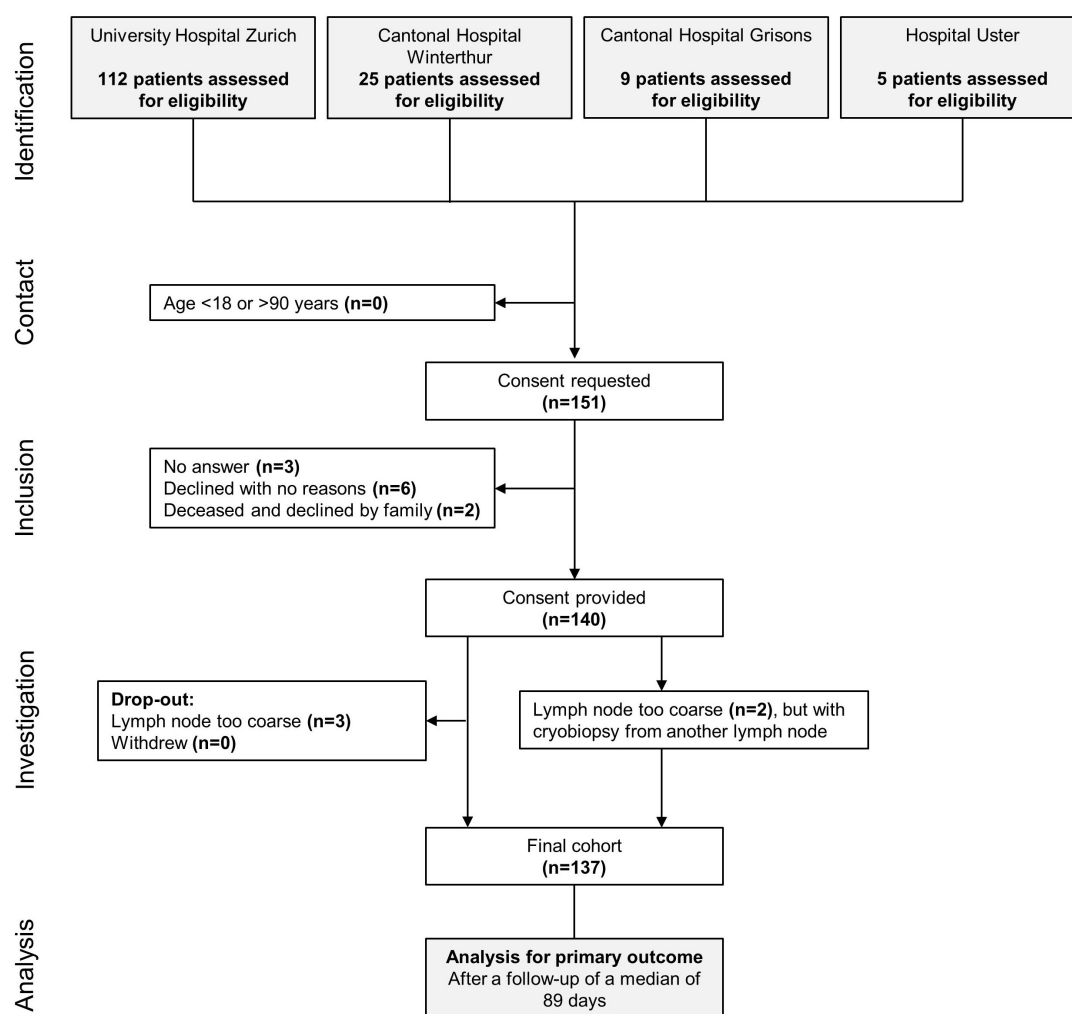 Identification
University Hospital Zurich
112 patients assessed
for eligibility
Cantonal Hospital
Winterthur
25 patients assessed
for eligibility
Cantonal Hospital Grisons
9 patients assessed
for eligibility
Hospital Uster
5 patients assessed
for eligibility
Contact
Age <18 or >90 years (n=0)
Consent requested
(n=151)
Inclusion
No answer (n=3)
Declined with no reasons (n=6)
Deceased and declined by family (n=2)
Consent provided
(n=140)
Investigation
Drop-out:
Lymph node too coarse (n=3)
Withdrew (n=0)
Lymph node too coarse (n=2), but with
cryobiopsy from another lymph node
Final cohort
(n=137)
Analysis
Analysis for primary outcome
After a follow-up of a median of
89 days